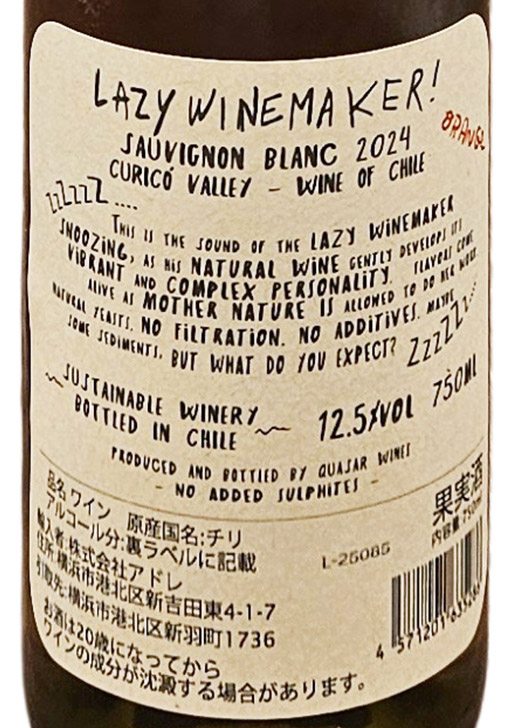 LAZY WINEMAKER!
ORANGE
SAUVIGNON BLANC 2024
CURICÓ VALLEY - WINE OF CHILE
ZZZZZ....
THIS IS THE SOUND OF THE LAZY WINEMAKER
SNOOZING, AS HIS NATURAL WINE GENTLY DEVELOPS ITS
VIBRANT AND COMPLEX PERSONALITY. FLAVORS COME
ALIVE AS MOTHER NATURE IS ALLOWED TO DO HER WORK.
NATURAL YEASTS. NO FILTRATION. NO ADDITIVES. MAYBE
SOME SEDIMENTS, BUT WHAT DO YOU EXPECT? ZZZZZZ...
SUSTAINABLE WINERY
BOTTLED IN CHILE
12.5%VOL 750ML
PRODUCED AND BOTTLED BY QUASAR WINES
- NO ADDED SULPHITES -
品名 ワイン 原産国名:チリ
果実酒
アルコール分:裏ラベルに記載
内容量 750ml
輸入者:株式会社アドレ
L-25085
住所:横浜市港北区新吉田東4-1-7
引取先:横浜市港北区新羽町1736
お酒は20歳になってから
ワインの成分が沈澱する場合があります。